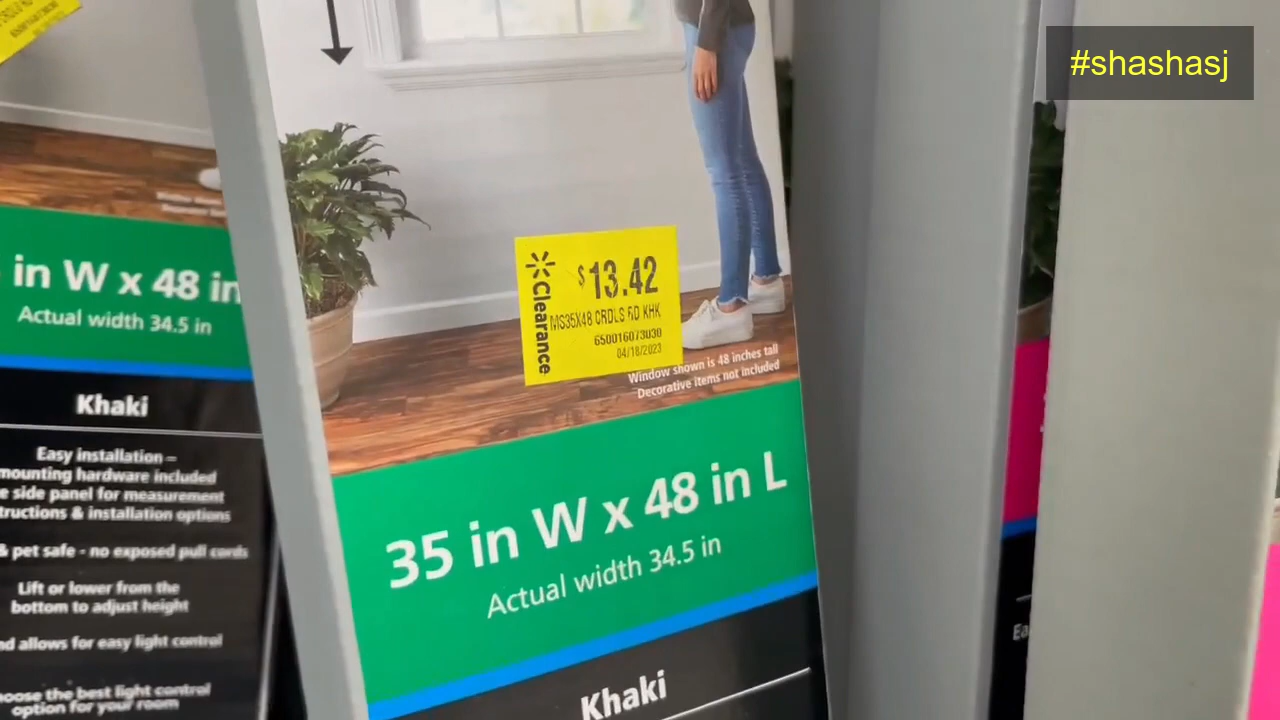 #shashasj
in W x 48 in
Actual width 34.5 in
Khaki
Easy installation –
mounting hardware included
side panel for measurement
& installation options
& pet safe - no exposed pull cords
Lift or lower from the
bottom to adjust height
allows for easy light control
the best light control
option for your room
Clearance
$13.42
MS35X48 CRDLS RD KHK
650016073030
04/18/2023
Window shown is 48 inches tall
Decorative items not included
35 in W x 48 in L
Actual width 34.5 in
Khaki